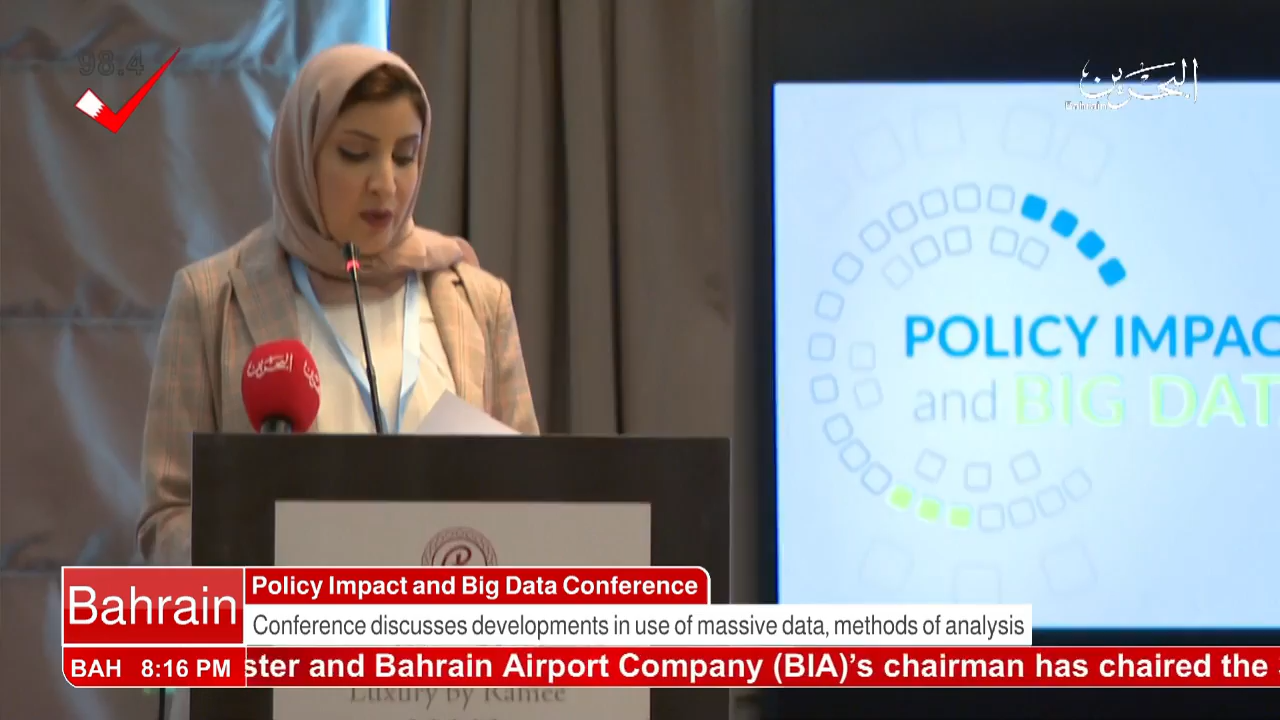 98.4
البحرين
Bahrain
البحرين
POLICY IMPAC
and BIG DAT
R
Bahrain
Policy Impact and Big Data Conference
Conference discusses developments in use of massive data, methods of analysis
BAH 8:16 PM
ster and Bahrain Airport Company (BIA)’s chairman has chaired the
Luxury by Ramee